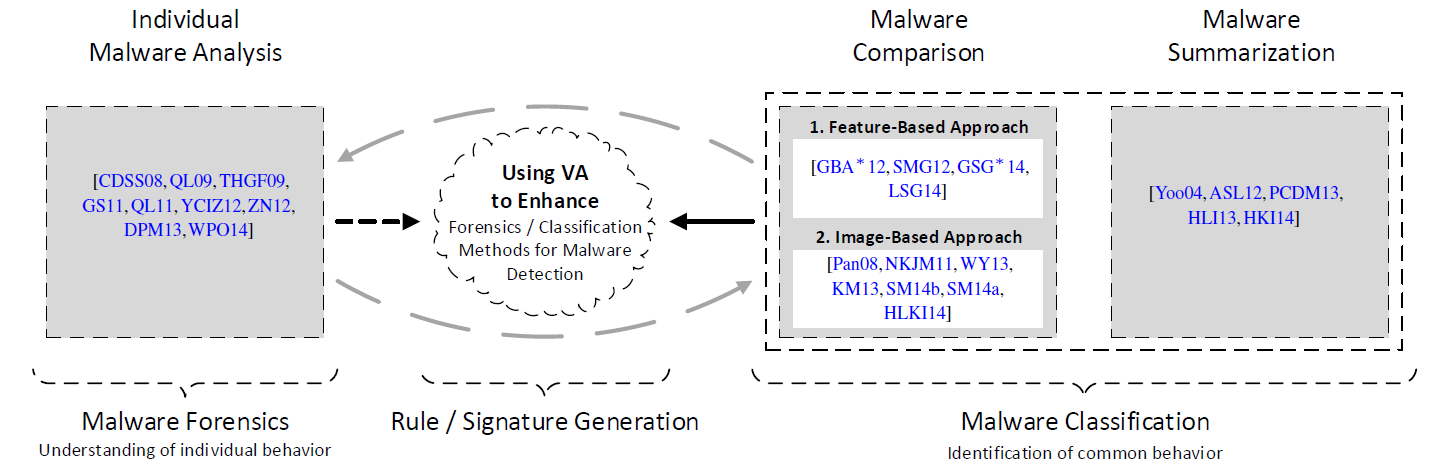 Individual
Malware Analysis
Malware
Comparison
Malware
Summarization
[CDSS08, QL09, THGF09,
GS11, QL11, YCIZ12, ZN12,
DPM13, WPO14]
Using VA
to Enhance
Forensics / Classification
Methods for Malware
Detection
1. Feature-Based Approach
[GBA*12, SMG12, GSG*14,
LSG14]
2. Image-Based Approach
[Pan08, NKJM11, WY13,
KM13, SM14b, SM14a,
HLKI14]
[Yoo04, ASL12, PCDM13,
HLI13, HKI14]
Malware Forensics
Understanding of individual behavior
Rule / Signature Generation
Malware Classification
Identification of common behavior